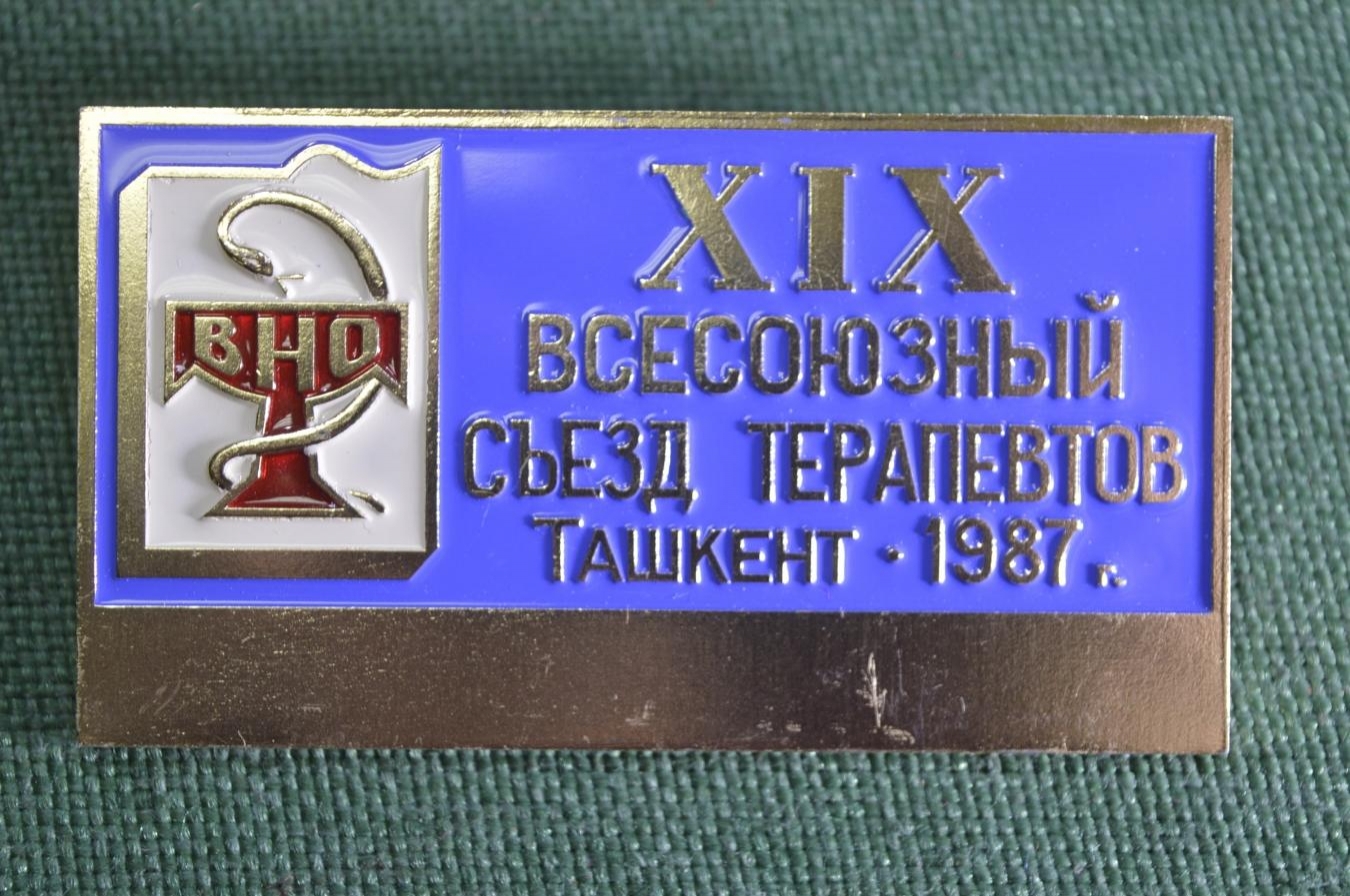 ВНО
XIX
ВСЕСОЮЗНЫЙ
СЪЕЗД ТЕРАПЕВТОВ
ТАШКЕНТ · 1987 г.